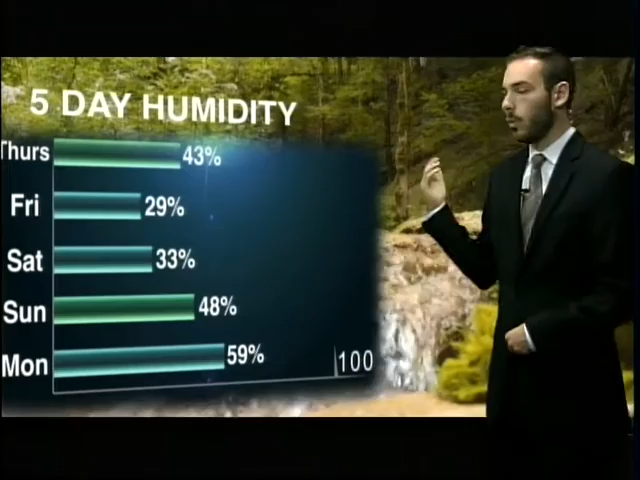 5 DAY HUMIDITY
Thurs 43%
Fri 29%
Sat 33%
Sun 48%
Mon 59%
100